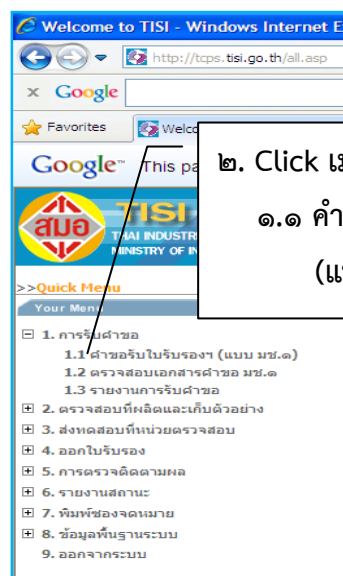 Welcome to TISI - Windows Internet E
http://tcps.tisi.go.th/all.asp
x Google
Favorites
Welc
Google™ This pa
๒. Click
๑.๑
สมอ
TISI
THAI INDUSTR
MINISTRY OF IN
>>Quick Menu
Your Menu
1. การรับคำขอ
1.1 คำขอรับใบรับรองฯ (แบบ มช.๑)
1.2 ตรวจสอบเอกสารคำขอ มช.๑
1.3 รายงานการรับคำขอ
2. ตรวจสอบที่ผลิตและเก็บตัวอย่าง
3. ส่งทดสอบที่หน่วยตรวจสอบ
4. ออกใบรับรอง
5. การตรวจติดตามผล
6. รายงานสถานะ
7. พิมพ์ซองจดหมาย
8. ข้อมูลพื้นฐานระบบ
9. ออกจากระบบ